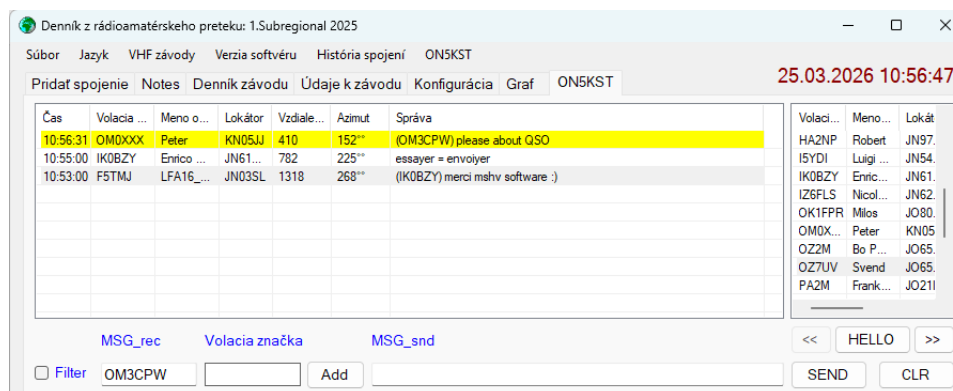 Denník z rádioamatérskeho preteku: 1.Subregional 2025
Súbor Jazyk VHF závody Verzia softvéru História spojení ON5KST
Pridať spojenie Notes Denník závodu Údaje k závodu Konfigurácia Graf ON5KST
25.03.2026 10:56:47
Čas Volacia ... Meno o... Lokátor Vzdiale... Azimut Správa
10:56:31 OM0XXX Peter KN05JJ 410 152°° (OM3CPW) please about QSO
10:55:00 IK0BZY Enrico ... JN61... 782 225°° essayer = envoiyer
10:53:00 F5TMJ LFA16_... JN03SL 1318 268°° (IK0BZY) merci mshv software :)
Volaci... Meno... Lokát
HA2NP Robert JN97.
I5YDI Luigi ... JN54.
IK0BZY Enric... JN61.
IZ6FLS Nicol... JN62.
OK1FPR Milos JO80.
OM0X... Peter KN05
OZ2M Bo P... JO65.
OZ7UV Svend JO65.
PA2M Frank... JO21I
MSG_rec Volacia značka MSG_snd
<< HELLO >>
Filter OM3CPW Add
SEND CLR